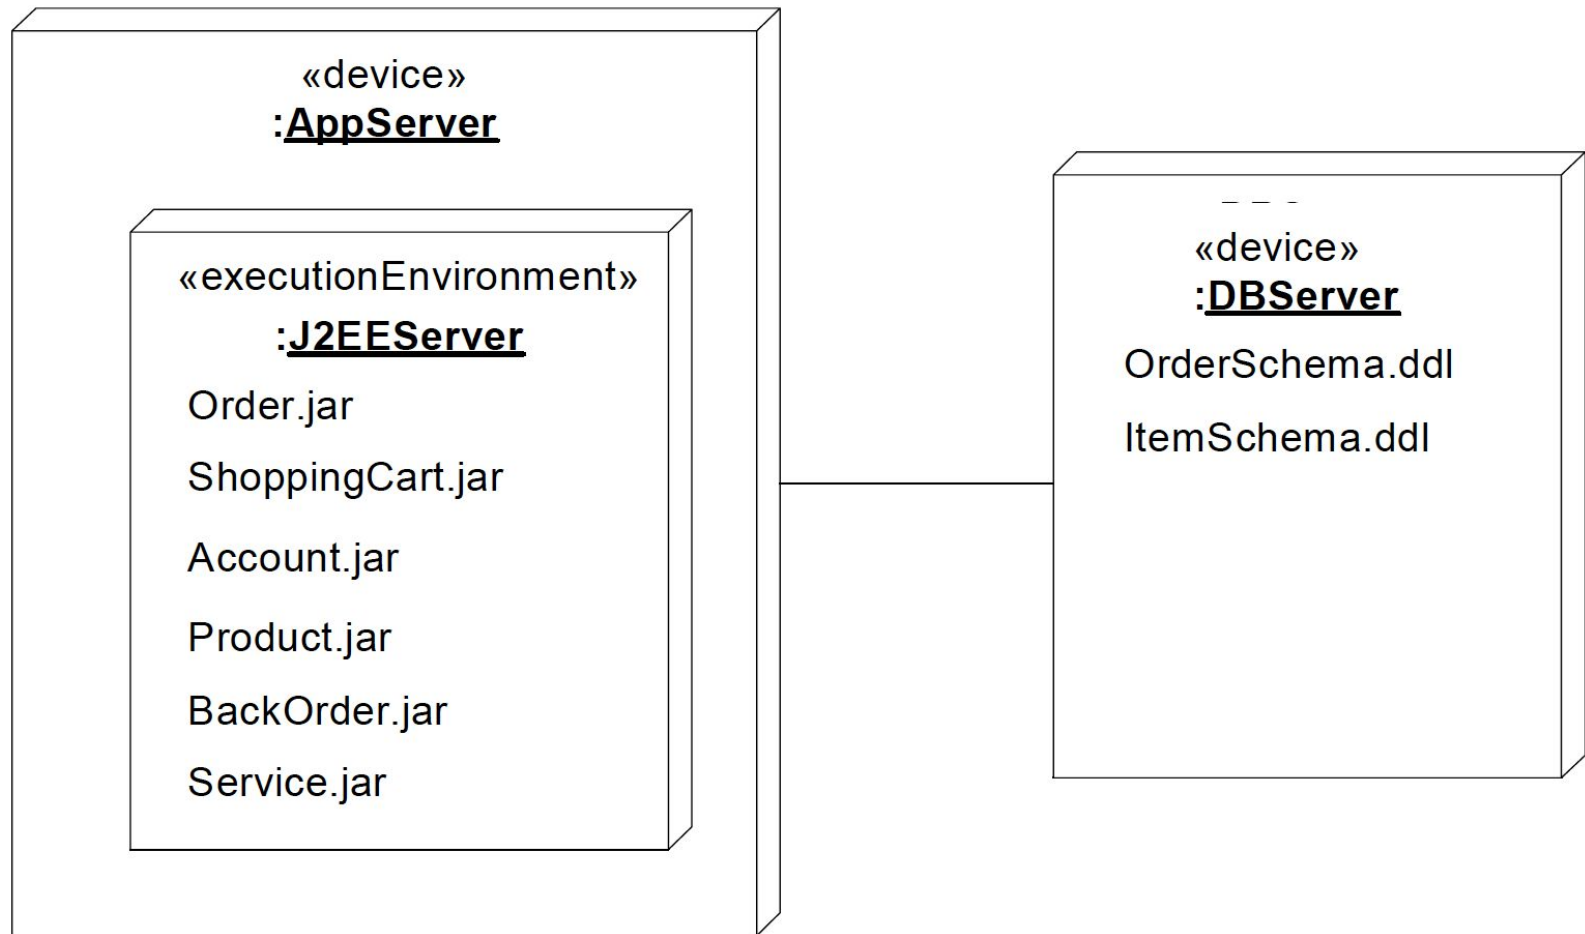 «device»
:AppServer
«executionEnvironment»
:J2EEServer
Order.jar
ShoppingCart.jar
Account.jar
Product.jar
BackOrder.jar
Service.jar
«device»
:DBServer
OrderSchema.ddl
ItemSchema.ddl